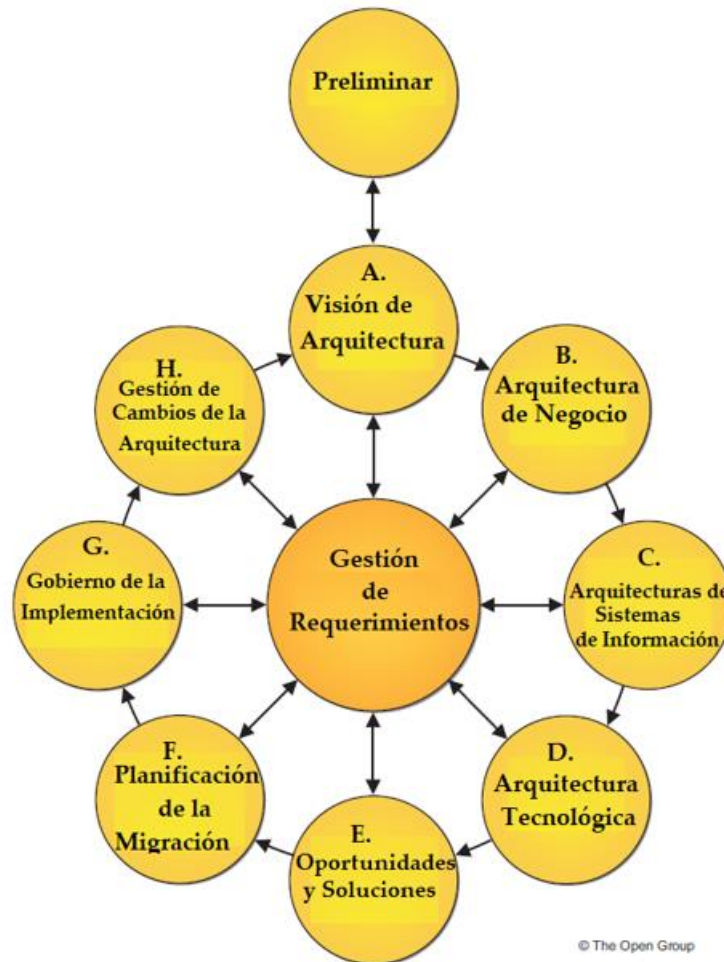 Preliminar
A.
Visión de
Arquitectura
B.
Arquitectura
de Negocio
C.
Arquitecturas de
Sistemas
de Información
D.
Arquitectura
Tecnológica
E.
Oportunidades
y Soluciones
F.
Planificación
de la
Migración
G.
Gobierno de la
Implementación
H.
Gestión de
Cambios de la
Arquitectura
Gestión
de
Requerimientos
© The Open Group